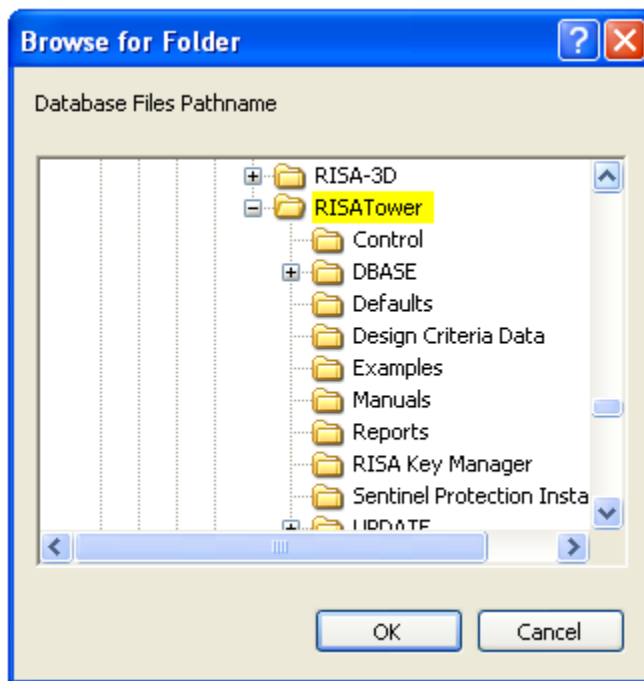 Browse for Folder
Database Files Pathname
RISA-3D
RISATower
Control
DBASE
Defaults
Design Criteria Data
Examples
Manuals
Reports
RISA Key Manager
Sentinel Protection Insta
UPDATE
OK Cancel